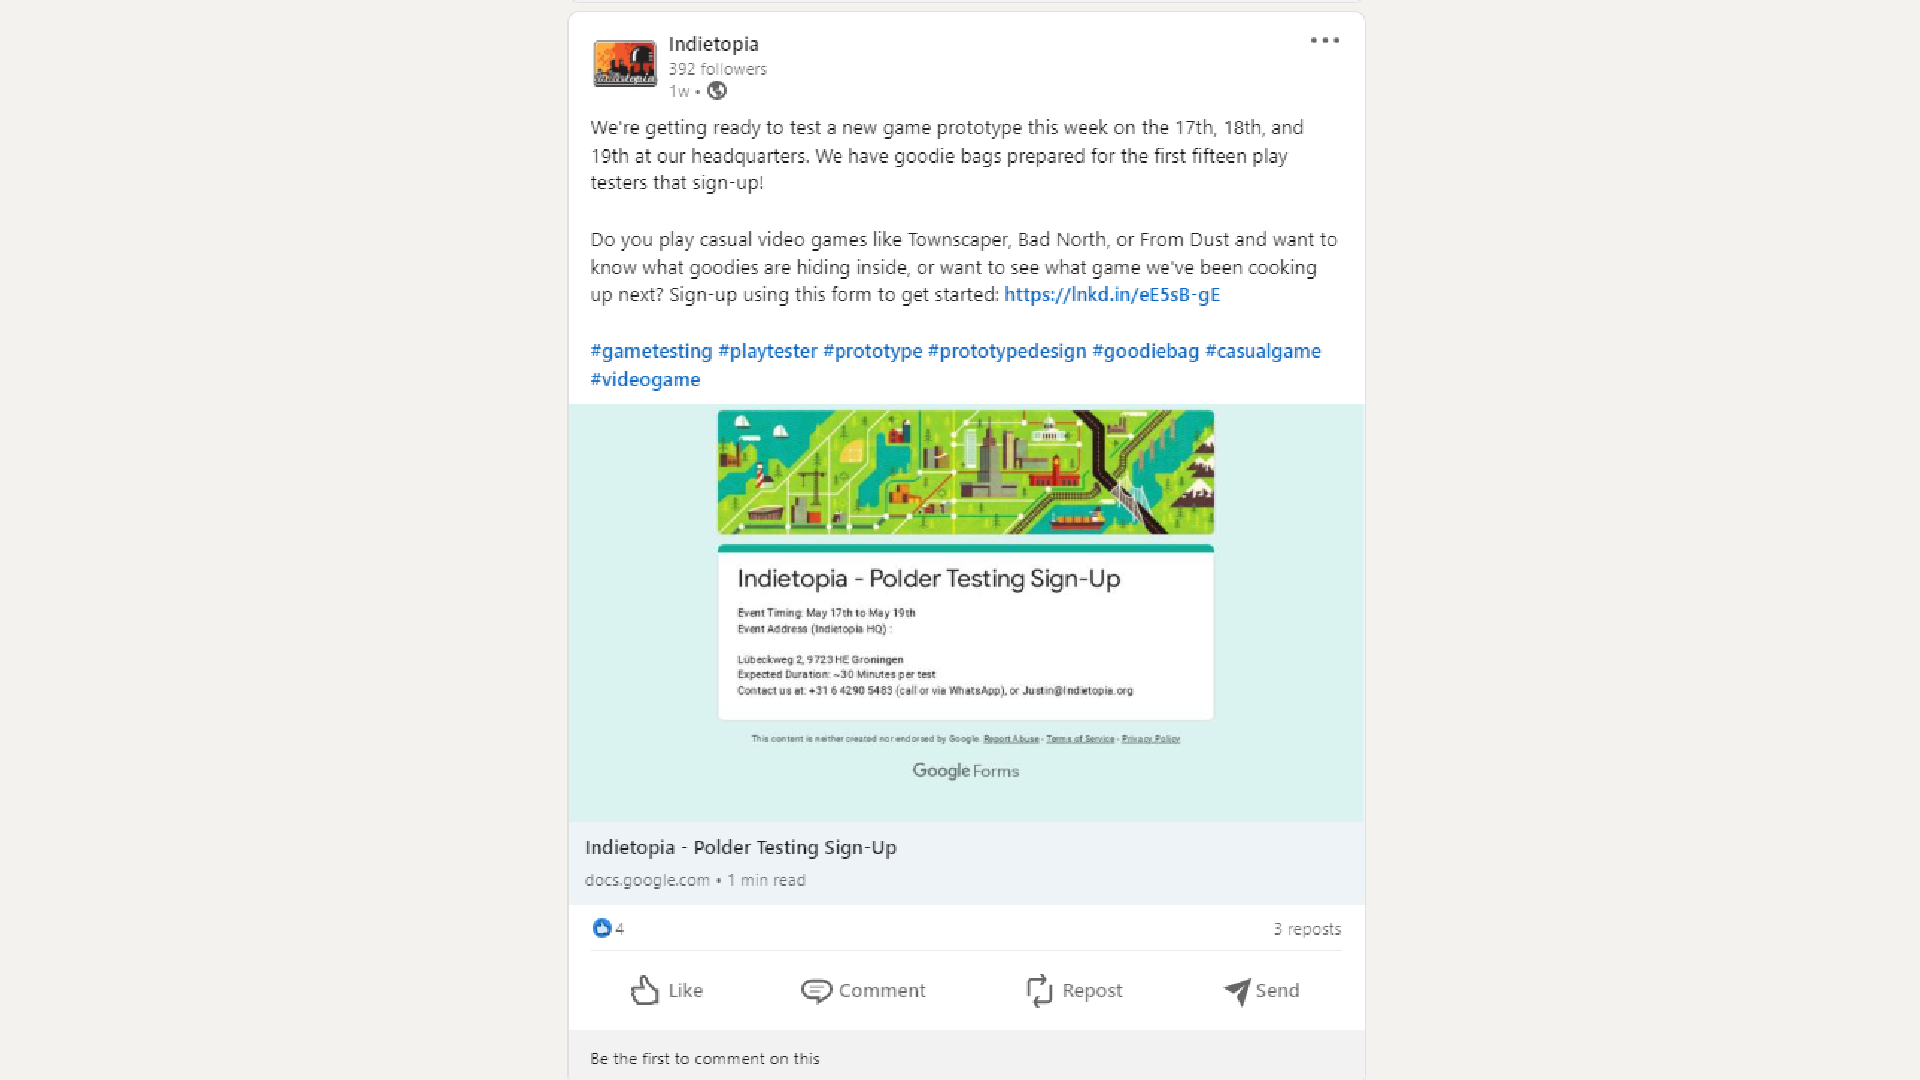 Indietopia
392 followers
1w •
We're getting ready to test a new game prototype this week on the 17th, 18th, and
19th at our headquarters. We have goodie bags prepared for the first fifteen play
testers that sign-up!
Do you play casual video games like Townscaper, Bad North, or From Dust and want to
know what goodies are hiding inside, or want to see what game we've been cooking
up next? Sign-up using this form to get started: https://lnkd.in/eE5sB-gE
#gametesting #playtester #prototype #prototypedesign #goodiebag #casualgame
#videogame
Indietopia - Polder Testing Sign-Up
Event Timing: May 17th to May 19th
Event Address (Indietopia HQ) :
Lübeckweg 2, 9723 HE Groningen
Expected Duration: ~30 Minutes per test
Contact us at: +31 6 4290 5483 (call or via WhatsApp), or Justin@Indietopia.org
This content is neither created nor endorsed by Google. Report Abuse - Terms of Service - Privacy Policy
Google Forms
Indietopia - Polder Testing Sign-Up
docs.google.com • 1 min read
4
3 reposts
Like
Comment
Repost
Send
Be the first to comment on this